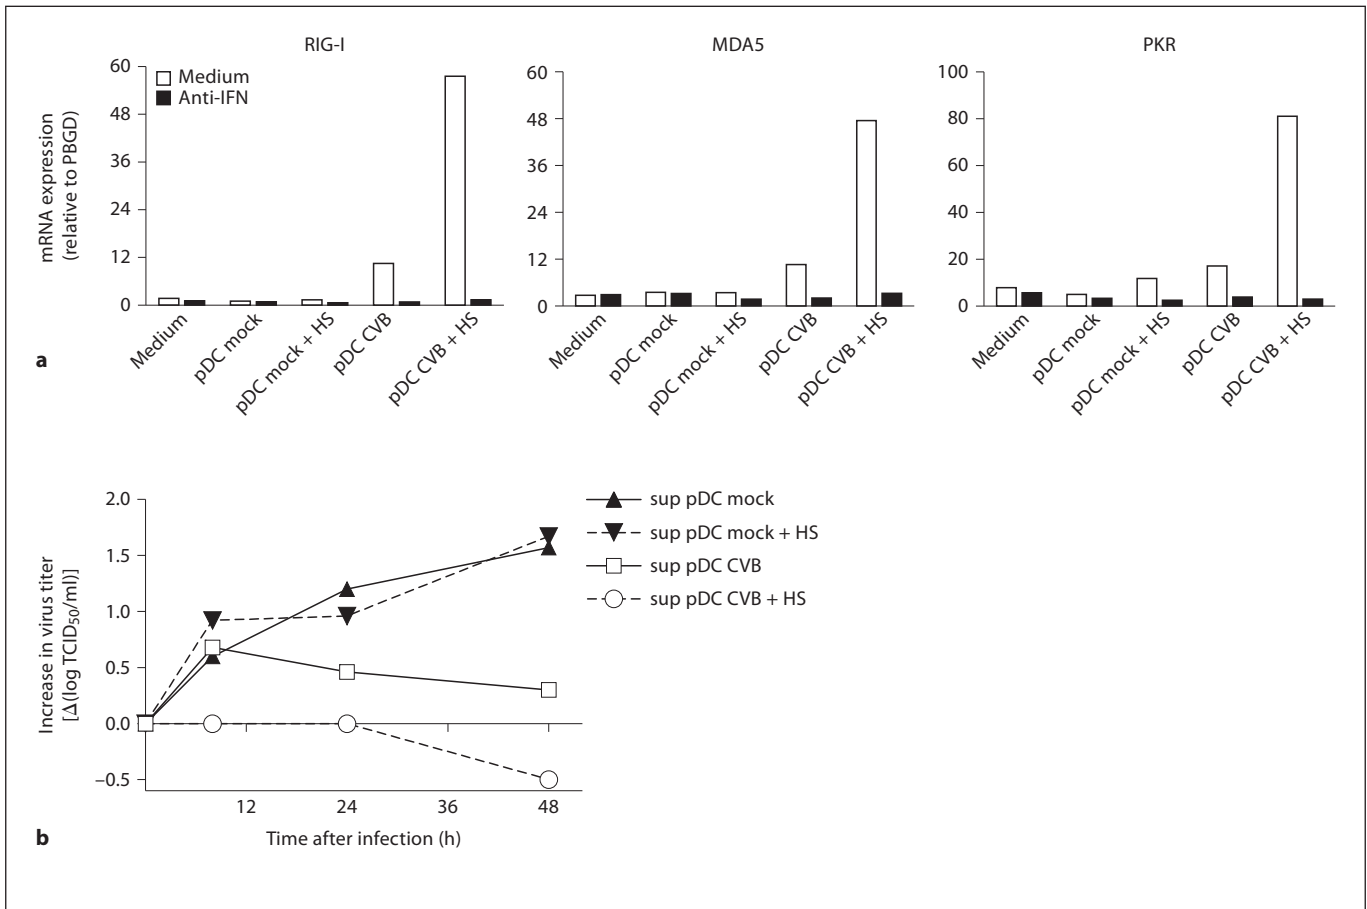 RIG-I
MDA5
PKR
mRNA expression
(relative to PBGD)
60
48
36
24
12
0
Medium
Anti-IFN
Medium
pDC mock
pDC mock + HS
pDC CVB
pDC CVB + HS
60
48
36
24
12
0
Medium
pDC mock
pDC mock + HS
pDC CVB
pDC CVB + HS
100
80
60
40
20
0
Medium
pDC mock
pDC mock + HS
pDC CVB
pDC CVB + HS
a
Increase in virus titer
[Δ(log TCID50/ml)]
2.0
1.5
1.0
0.5
0.0
–0.5
12
24
36
48
Time after infection (h)
sup pDC mock
sup pDC mock + HS
sup pDC CVB
sup pDC CVB + HS
b